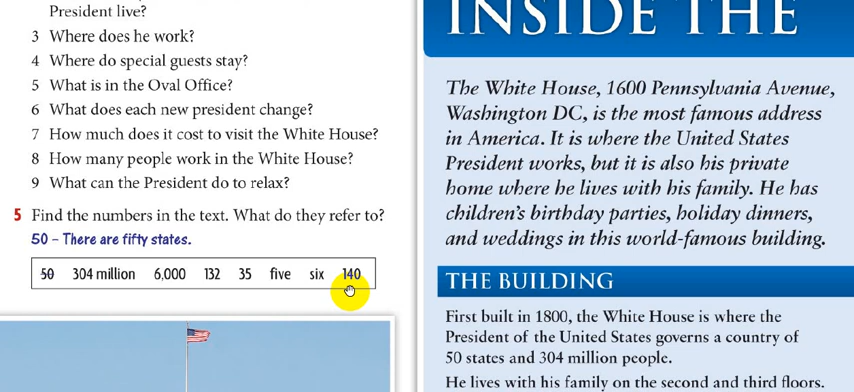 President live?
3 Where does he work?
4 Where do special guests stay?
5 What is in the Oval Office?
6 What does each new president change?
7 How much does it cost to visit the White House?
8 How many people work in the White House?
9 What can the President do to relax?
5 Find the numbers in the text. What do they refer to?
50 – There are fifty states.
50 304 million 6,000 132 35 five six 140
INSIDE THE
The White House, 1600 Pennsylvania Avenue,
Washington DC, is the most famous address
in America. It is where the United States
President works, but it is also his private
home where he lives with his family. He has
children's birthday parties, holiday dinners,
and weddings in this world-famous building.
THE BUILDING
First built in 1800, the White House is where the
President of the United States governs a country of
50 states and 304 million people.
He lives with his family on the second and third floors.